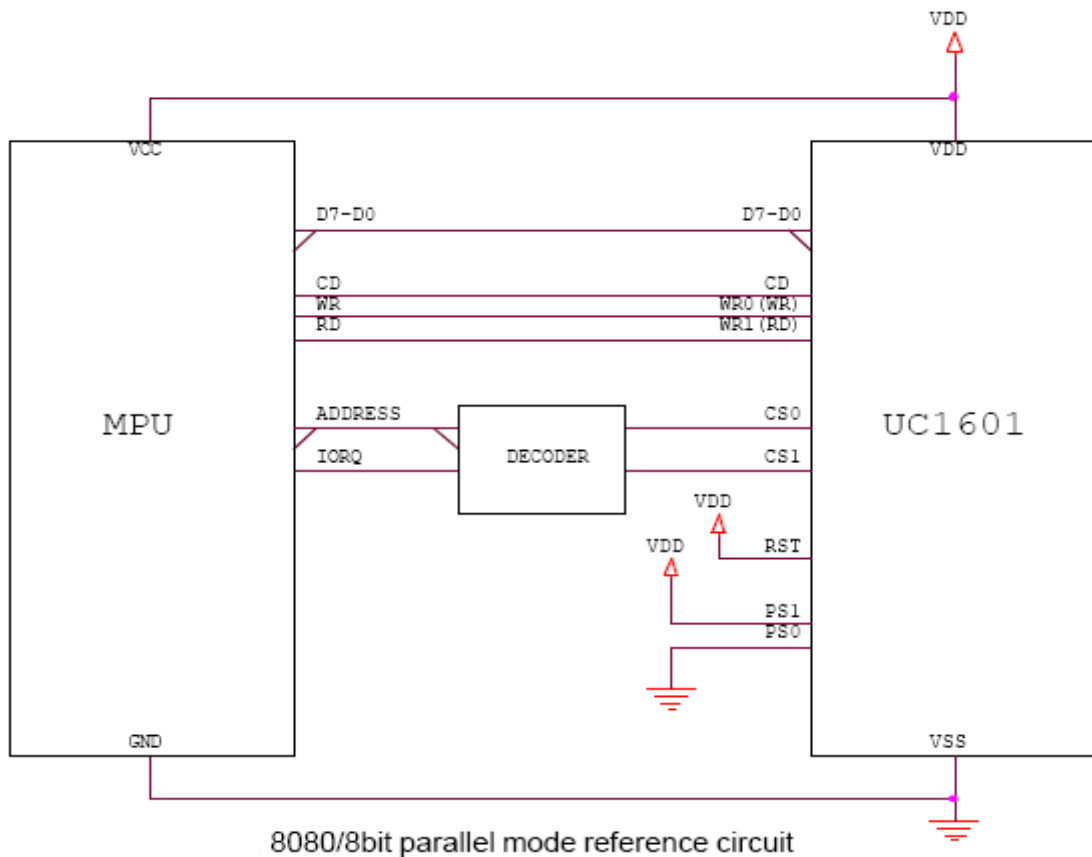 VDD
VCC
VDD
D7-D0
D7-D0
CD
CD
WR
WR0(WR)
RD
WR1(RD)
MPU
ADDRESS
CS0
UC1601
IORQ
DECODER
CS1
VDD
VDD
RST
PS1
PS0
GND
VSS
8080/8bit parallel mode reference circuit